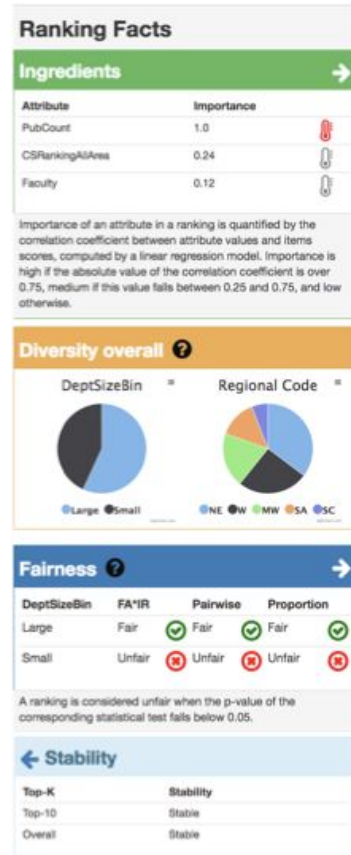 Ranking Facts
Ingredients
Attribute Importance
PubCount 1.0
CSRankingAllArea 0.24
Faculty 0.12
Importance of an attribute in a ranking is quantified by the
correlation coefficient between attribute values and items
scores, computed by a linear regression model. Importance is
high if the absolute value of the correlation coefficient is over
0.75, medium if this value falls between 0.25 and 0.75, and low
otherwise.
Diversity overall ?
DeptSizeBin Regional Code
Large Small NE W MW SA SC
Fairness ?
DeptSizeBin FA*IR Pairwise Proportion
Large Fair Fair Fair
Small Unfair Unfair Unfair
A ranking is considered unfair when the p-value of the
corresponding statistical test falls below 0.05.
Stability
Top-K Stability
Top-10 Stable
Overall Stable